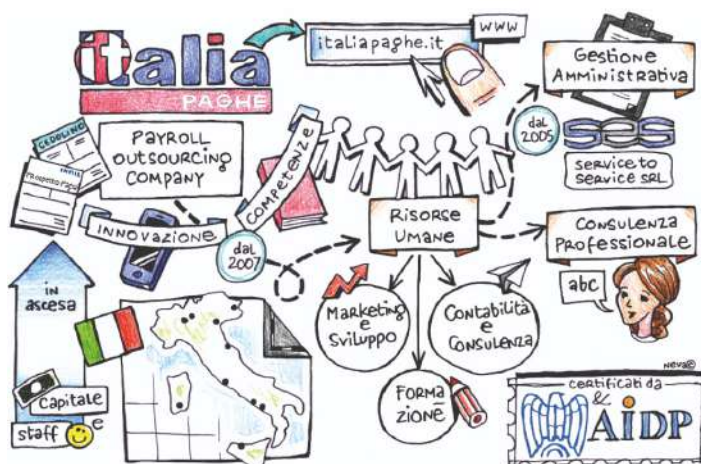 italia
PAGHE
italiapaghe.it
www
GESTIONE
AMMINISTRATIVA
dal
2005
SES
SERVICE TO
SERVICE SRL
CEDOLINO
PROSPETTO PAGA
PAYROLL
OUTSOURCING
COMPANY
COMPETENZE
INNOVAZIONE
dal
2007
RISORSE
UMANE
CONSULENZA
PROFESSIONALE
abc
in
ascesa
Marketing
e
Sviluppo
Contabilità
e
Consulenza
FORMA
ZIONE
capitale
e
staff
neva©
certificati da
&
AIDP